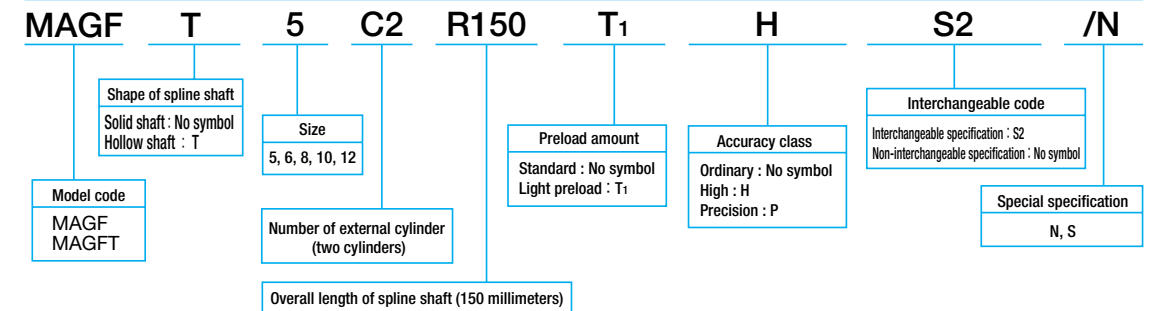 MAGF T 5 C2 R150 T1 H S2 /N
Shape of spline shaft
Solid shaft : No symbol
Hollow shaft : T
Size
5, 6, 8, 10, 12
Preload amount
Standard : No symbol
Light preload : T1
Accuracy class
Ordinary : No symbol
High : H
Precision : P
Interchangeable code
Interchangeable specification : S2
Non-interchangeable specification : No symbol
Model code
MAGF
MAGFT
Number of external cylinder
(two cylinders)
Special specification
N, S
Overall length of spline shaft (150 millimeters)